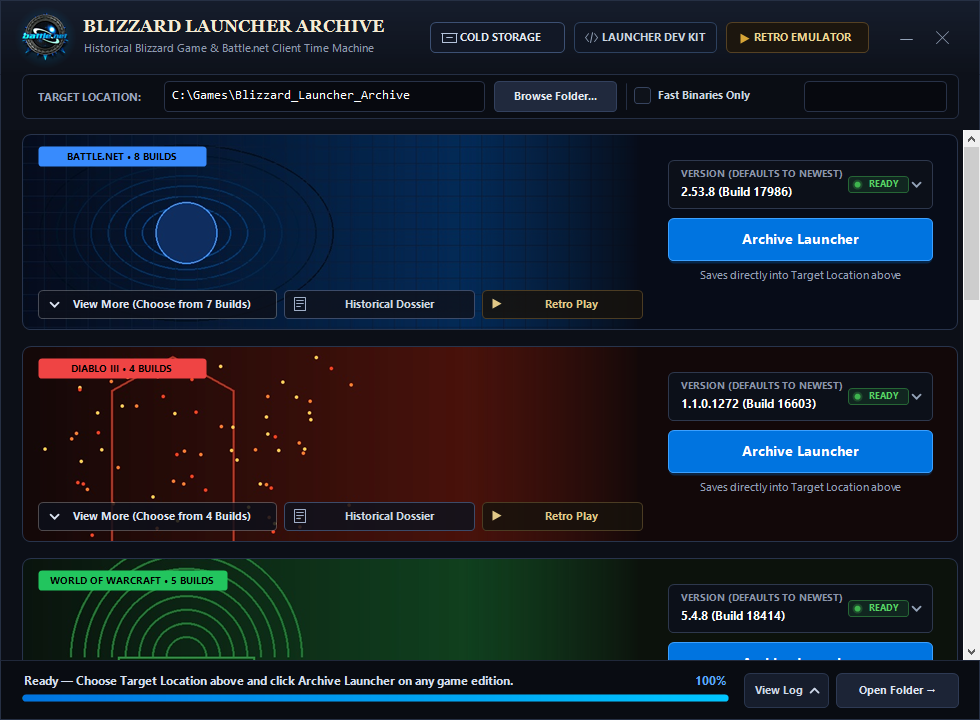 battle.net
BLIZZARD LAUNCHER ARCHIVE
Historical Blizzard Game & Battle.net Client Time Machine
COLD STORAGE
</> LAUNCHER DEV KIT
RETRO EMULATOR
TARGET LOCATION:
C:\Games\Blizzard_Launcher_Archive
Browse Folder...
Fast Binaries Only
BATTLE.NET • 8 BUILDS
VERSION (DEFAULTS TO NEWEST)
2.53.8 (Build 17986)
READY
Archive Launcher
Saves directly into Target Location above
View More (Choose from 7 Builds)
Historical Dossier
Retro Play
DIABLO III • 4 BUILDS
VERSION (DEFAULTS TO NEWEST)
1.1.0.1272 (Build 16603)
READY
Archive Launcher
Saves directly into Target Location above
View More (Choose from 4 Builds)
Historical Dossier
Retro Play
WORLD OF WARCRAFT • 5 BUILDS
VERSION (DEFAULTS TO NEWEST)
5.4.8 (Build 18414)
READY
Ready — Choose Target Location above and click Archive Launcher on any game edition.
100%
View Log
Open Folder →